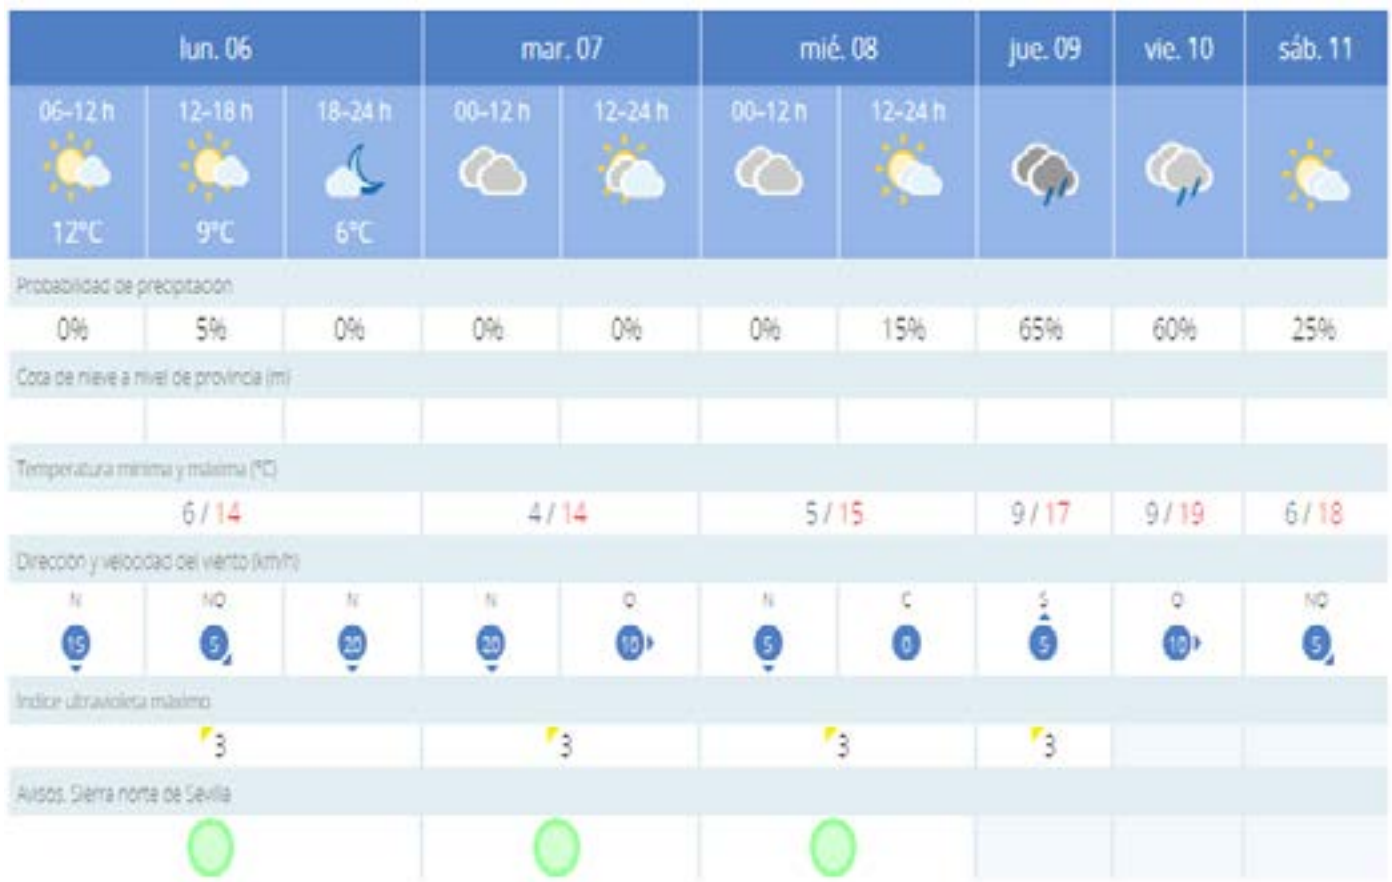 lun. 06 mar. 07 mié. 08 jue. 09 vie. 10 sáb. 11
06–12 h 12–18 h 18–24 h 00–12 h 12–24 h 00–12 h 12–24 h
12°C 9°C 6°C
Probabilidad de precipitación
0% 5% 0% 0% 0% 0% 15% 65% 60% 25%
Cota de nieve a nivel de provincia (m)
Temperatura mínima y máxima (°C)
6 / 14 4 / 14 5 / 15 9 / 17 9 / 19 6 / 18
Dirección y velocidad del viento (km/h)
N NO N N O N C S O NO
15 5 20 20 10 5 0 5 10 5
Indice ultravioleta máximo
3 3 3 3
Avisos. Sierra norte de Sevilla